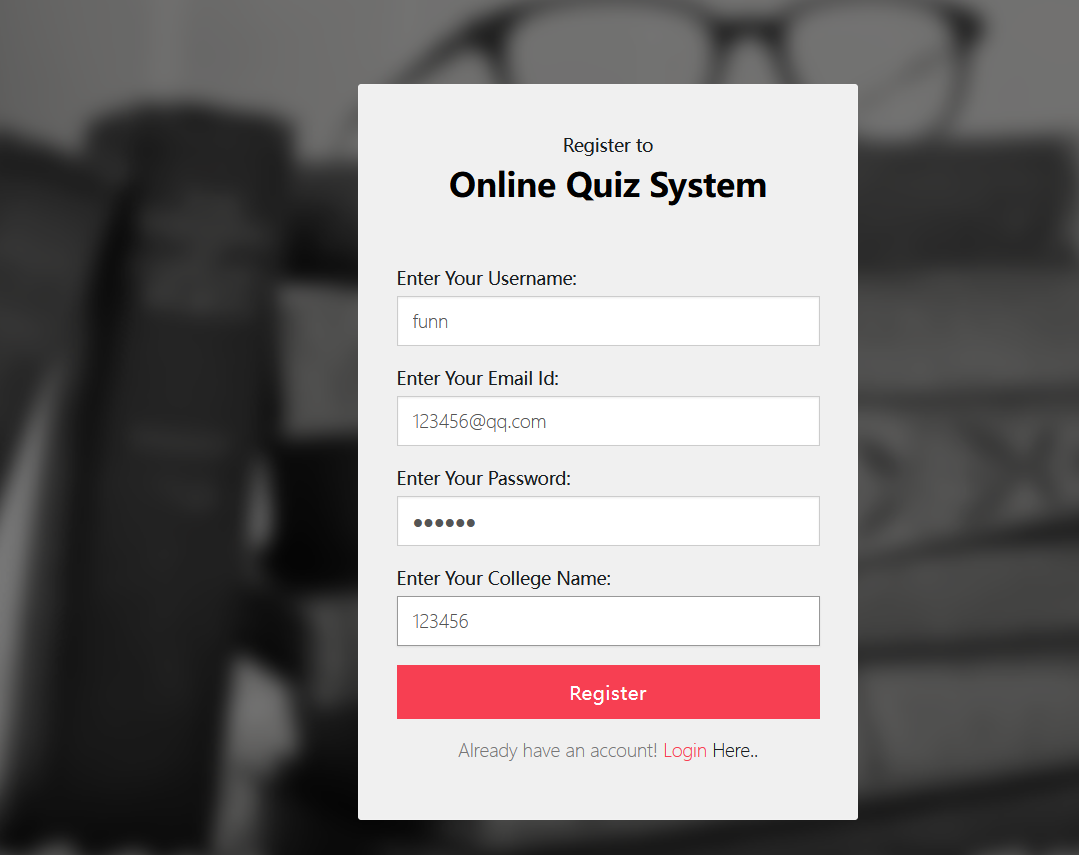 Register to
Online Quiz System
Enter Your Username:
funn
Enter Your Email Id:
123456@qq.com
Enter Your Password:
●●●●●●
Enter Your College Name:
123456
Register
Already have an account! Login Here..